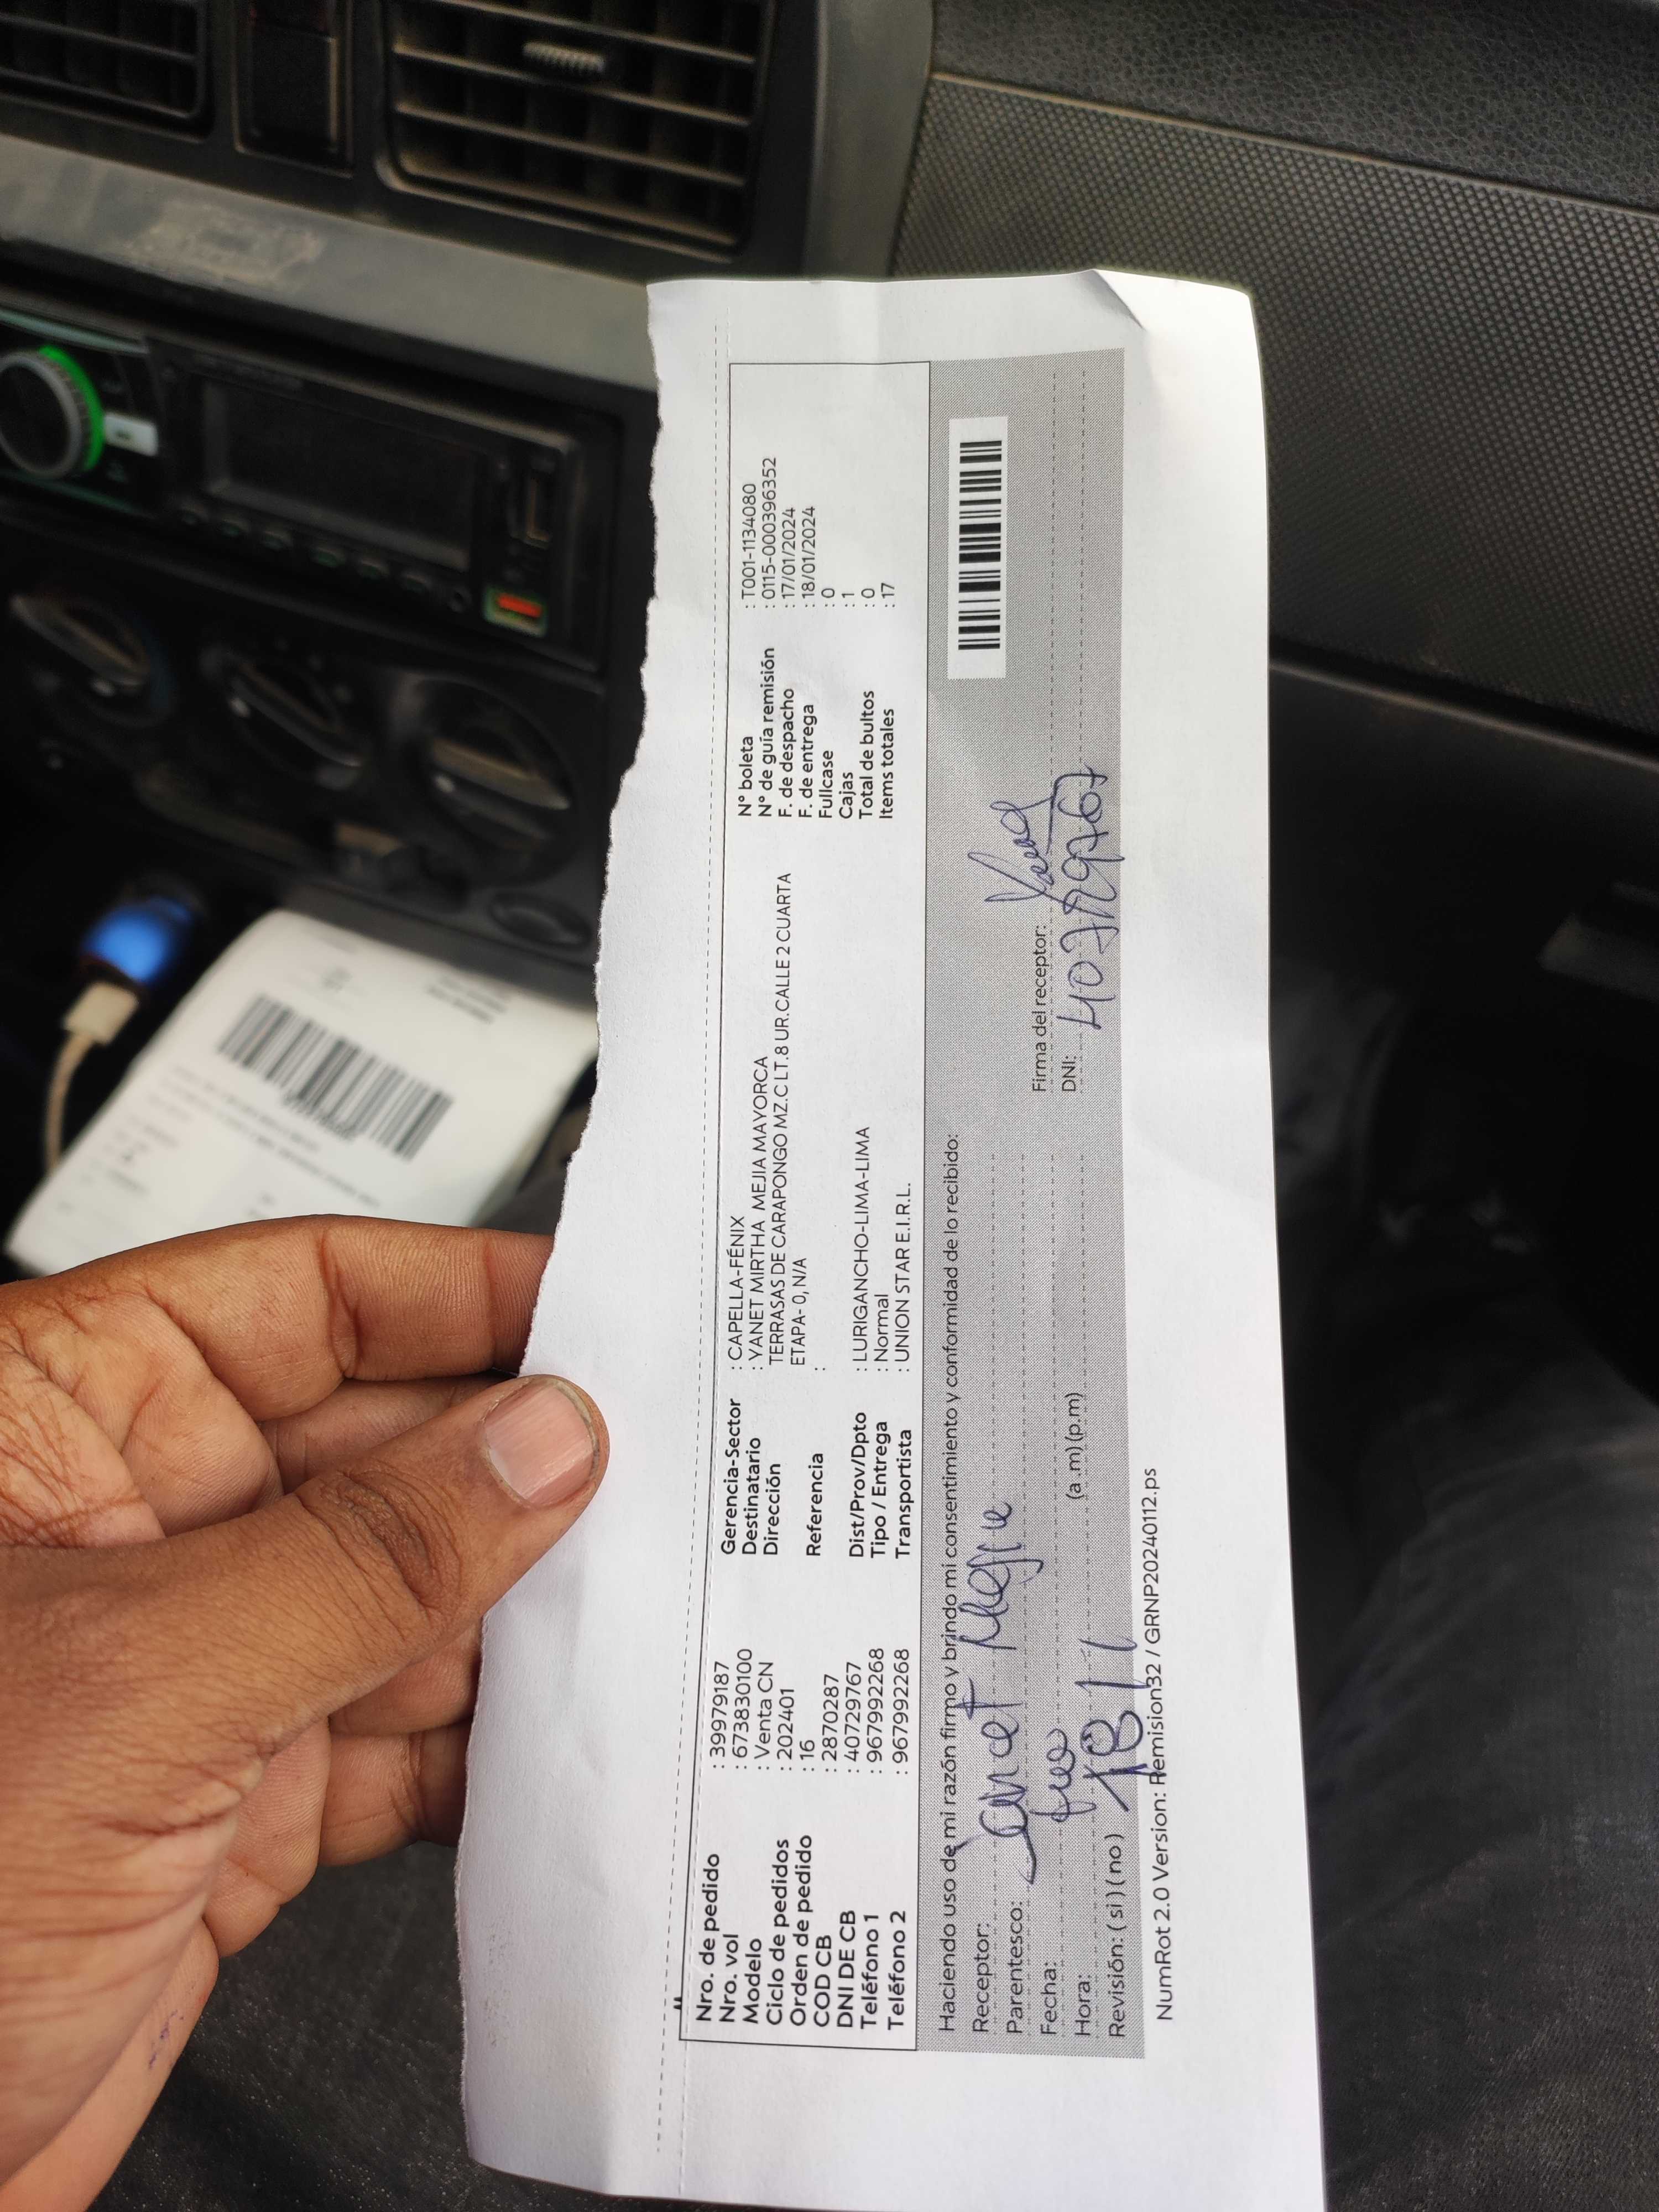 Nro. de pedido : 39979187
Nro. vol : 673830100
Modelo : Venta CN
Ciclo de pedidos : 202401
Orden de pedido : 16
COD CB : 2870287
DNI DE CB : 40729767
Teléfono 1 : 967992268
Teléfono 2 : 967992268
Gerencia-Sector : CAPELLA-FÉNIX
Destinatario : YANET MIRTHA MEJIA MAYORCA
Dirección TERRASAS DE CARAPONGO MZ.C LT.8 UR.CALLE 2 CUARTA
ETAPA- 0, N/A
Referencia :
Dist/Prov/Dpto : LURIGANCHO-LIMA-LIMA
Tipo / Entrega : Normal
Transportista : UNION STAR E.I.R.L.
N° boleta : T001-1134080
N° de guía remisión : 0115-0000396352
F. de despacho : 17/01/2024
F. de entrega : 18/01/2024
Fullcase : 0
Cajas : 1
Total de bultos : 0
Items totales : 17
Haciendo uso de mi razón firmo y brindo mi consentimiento y conformidad de lo recibido:
Receptor:
Parentesco:
Fecha:
Hora: (a.m) (p.m)
Revisión: ( si ) ( no )
Firma del receptor:
DNI: 40729767
NumRot 2.0 Version: Remision32 / GRNP20240112.ps